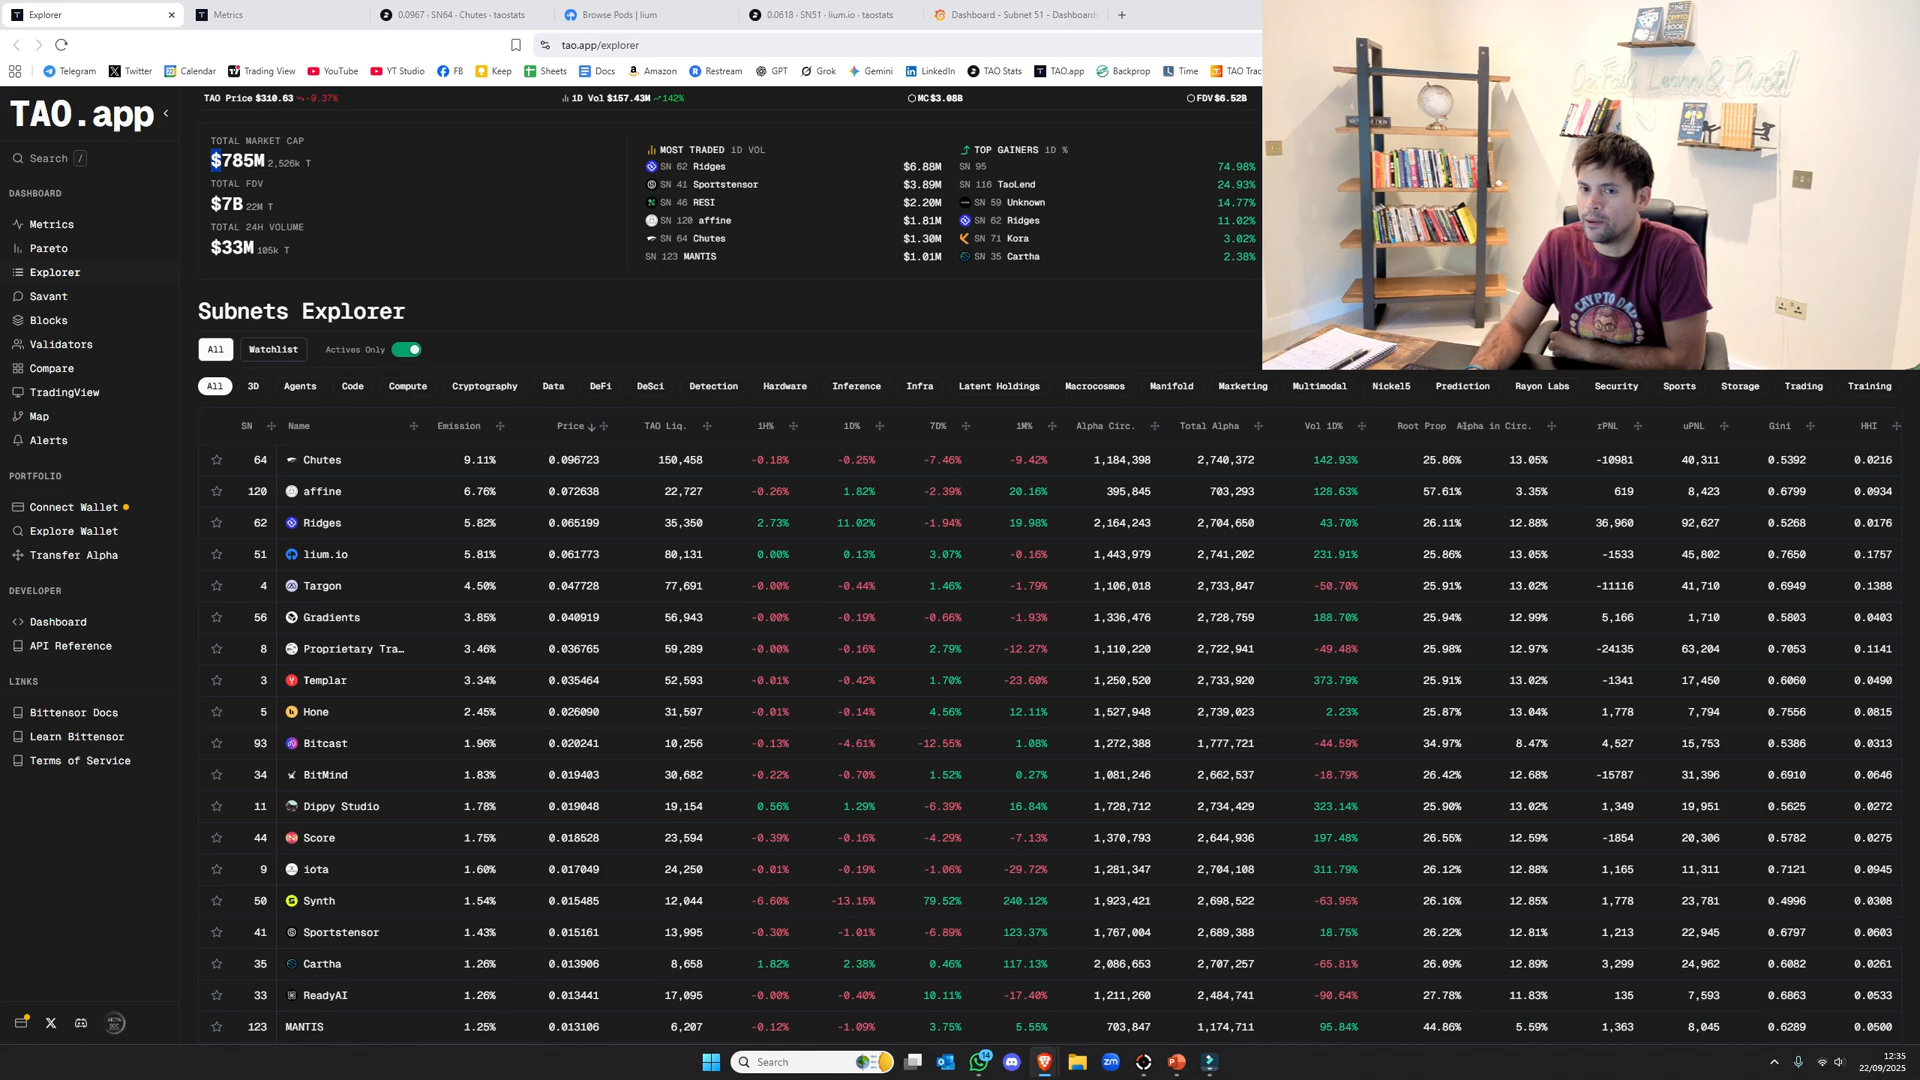 Explorer
Metrics
0.0967 · SN64 · Chutes · taostats
Browse Pods | lium
0.0618 · SN51 · lium.io · taostats
Dashboard - Subnet 51 - Dashboards
tao.app/explorer
Telegram Twitter Calendar Trading View YouTube YT Studio FB Keep Sheets Docs Amazon Restream GPT Grok Gemini LinkedIn TAO Stats TAO.app Backprop Time TAO Trac
TAO.app
TAO Price $310.63 -9.37% 1D Vol $157.43M 142% MC $3.08B FDV $6.52B
Search /
DASHBOARD
Metrics
Pareto
Explorer
Savant
Blocks
Validators
Compare
TradingView
Map
Alerts
PORTFOLIO
Connect Wallet
Explore Wallet
Transfer Alpha
DEVELOPER
Dashboard
API Reference
LINKS
Bittensor Docs
Learn Bittensor
Terms of Service
TOTAL MARKET CAP
$785M 2,526k T
TOTAL FDV
$7B 22M T
TOTAL 24H VOLUME
$33M 105k T
MOST TRADED 1D VOL
SN 62 Ridges $6.88M
SN 41 Sportstensor $3.89M
SN 46 RESI $2.20M
SN 120 affine $1.81M
SN 64 Chutes $1.30M
SN 123 MANTIS $1.01M
TOP GAINERS 1D %
SN 95 74.98%
SN 116 TaoLend 24.93%
SN 59 Unknown 14.77%
SN 62 Ridges 11.02%
SN 71 Kora 3.02%
SN 35 Cartha 2.38%
Go Fail, Learn & Pivot!
CRYPTO DAD
Subnets Explorer
All Watchlist Actives Only
All 3D Agents Code Compute Cryptography Data DeFi DeSci Detection Hardware Inference Infra Latent Holdings Macrocosmos Manifold Marketing Multimodal Nickel5 Prediction Rayon Labs Security Sports Storage Trading Training
SN Name Emission Price TAO Liq. 1H% 1D% 7D% 1M% Alpha Circ. Total Alpha Vol 1D% Root Prop Alpha in Circ. rPNL uPNL Gini HHI
64 Chutes 9.11% 0.096723 150,458 -0.18% -0.25% -7.46% -9.42% 1,184,398 2,740,372 142.93% 25.86% 13.05% -10981 40,311 0.5392 0.0216
120 affine 6.76% 0.072638 22,727 -0.26% 1.82% -2.39% 20.16% 395,845 703,293 128.63% 57.61% 3.35% 619 8,423 0.6799 0.0934
62 Ridges 5.82% 0.065199 35,350 2.73% 11.02% -1.94% 19.98% 2,164,243 2,704,650 43.70% 26.11% 12.88% 36,960 92,627 0.5268 0.0176
51 lium.io 5.81% 0.061773 80,131 0.00% 0.13% 3.07% -0.16% 1,443,979 2,741,202 231.91% 25.86% 13.05% -1533 45,802 0.7650 0.1757
4 Targon 4.50% 0.047728 77,691 -0.00% -0.44% 1.46% -1.79% 1,106,018 2,733,847 -50.70% 25.91% 13.02% -11116 41,710 0.6949 0.1388
56 Gradients 3.85% 0.040919 56,943 -0.00% -0.19% -0.66% -1.93% 1,336,476 2,728,759 188.70% 25.94% 12.99% 5,166 1,710 0.5803 0.0403
8 Proprietary Tra… 3.46% 0.036765 59,289 -0.00% -0.16% 2.79% -12.27% 1,110,220 2,722,941 -49.48% 25.98% 12.97% -24135 63,204 0.7053 0.1141
3 Templar 3.34% 0.035464 52,593 -0.01% -0.42% 1.70% -23.60% 1,250,520 2,733,920 373.79% 25.91% 13.02% -1341 17,450 0.6060 0.0490
5 Hone 2.45% 0.026090 31,597 -0.01% -0.14% 4.56% 12.11% 1,527,948 2,739,023 2.23% 25.87% 13.04% 1,778 7,794 0.7556 0.0815
93 Bitcast 1.96% 0.020241 10,256 -0.13% -4.61% -12.55% 1.08% 1,272,388 1,777,721 -44.59% 34.97% 8.47% 4,527 15,753 0.5386 0.0313
34 BitMind 1.83% 0.019403 30,682 -0.22% -0.70% 1.52% 0.27% 1,081,246 2,662,537 -18.79% 26.42% 12.68% -15787 31,396 0.6910 0.0646
11 Dippy Studio 1.78% 0.019048 19,154 0.56% 1.29% -6.39% 16.84% 1,728,712 2,734,429 323.14% 25.90% 13.02% 1,349 19,951 0.5625 0.0272
44 Score 1.75% 0.018528 23,594 -0.39% -0.16% -4.29% -7.13% 1,370,793 2,644,936 197.48% 26.55% 12.59% -1854 20,306 0.5782 0.0275
9 iota 1.60% 0.017049 24,250 -0.01% -0.19% -1.06% -29.72% 1,281,347 2,704,108 311.79% 26.12% 12.88% 1,165 11,311 0.7121 0.0945
50 Synth 1.54% 0.015485 12,044 -6.60% -13.15% 79.52% 240.12% 1,923,421 2,698,522 -63.95% 26.16% 12.85% 1,778 23,781 0.4996 0.0308
41 Sportstensor 1.43% 0.015161 13,995 -0.30% -1.01% -6.89% 123.37% 1,767,004 2,689,388 18.75% 26.22% 12.81% 1,213 22,945 0.6797 0.0603
35 Cartha 1.26% 0.013906 8,658 1.82% 2.38% 0.46% 117.13% 2,086,653 2,707,257 -65.81% 26.09% 12.89% 3,299 24,962 0.6082 0.0261
33 ReadyAI 1.26% 0.013441 17,095 -0.00% -0.40% 10.11% -17.40% 1,211,260 2,484,741 -90.64% 27.78% 11.83% 135 7,593 0.6863 0.0533
123 MANTIS 1.25% 0.013106 6,207 -0.12% -1.09% 3.75% 5.55% 703,847 1,174,711 95.84% 44.86% 5.59% 1,363 8,045 0.6289 0.0500
Search
14
zm
12:35
22/09/2025